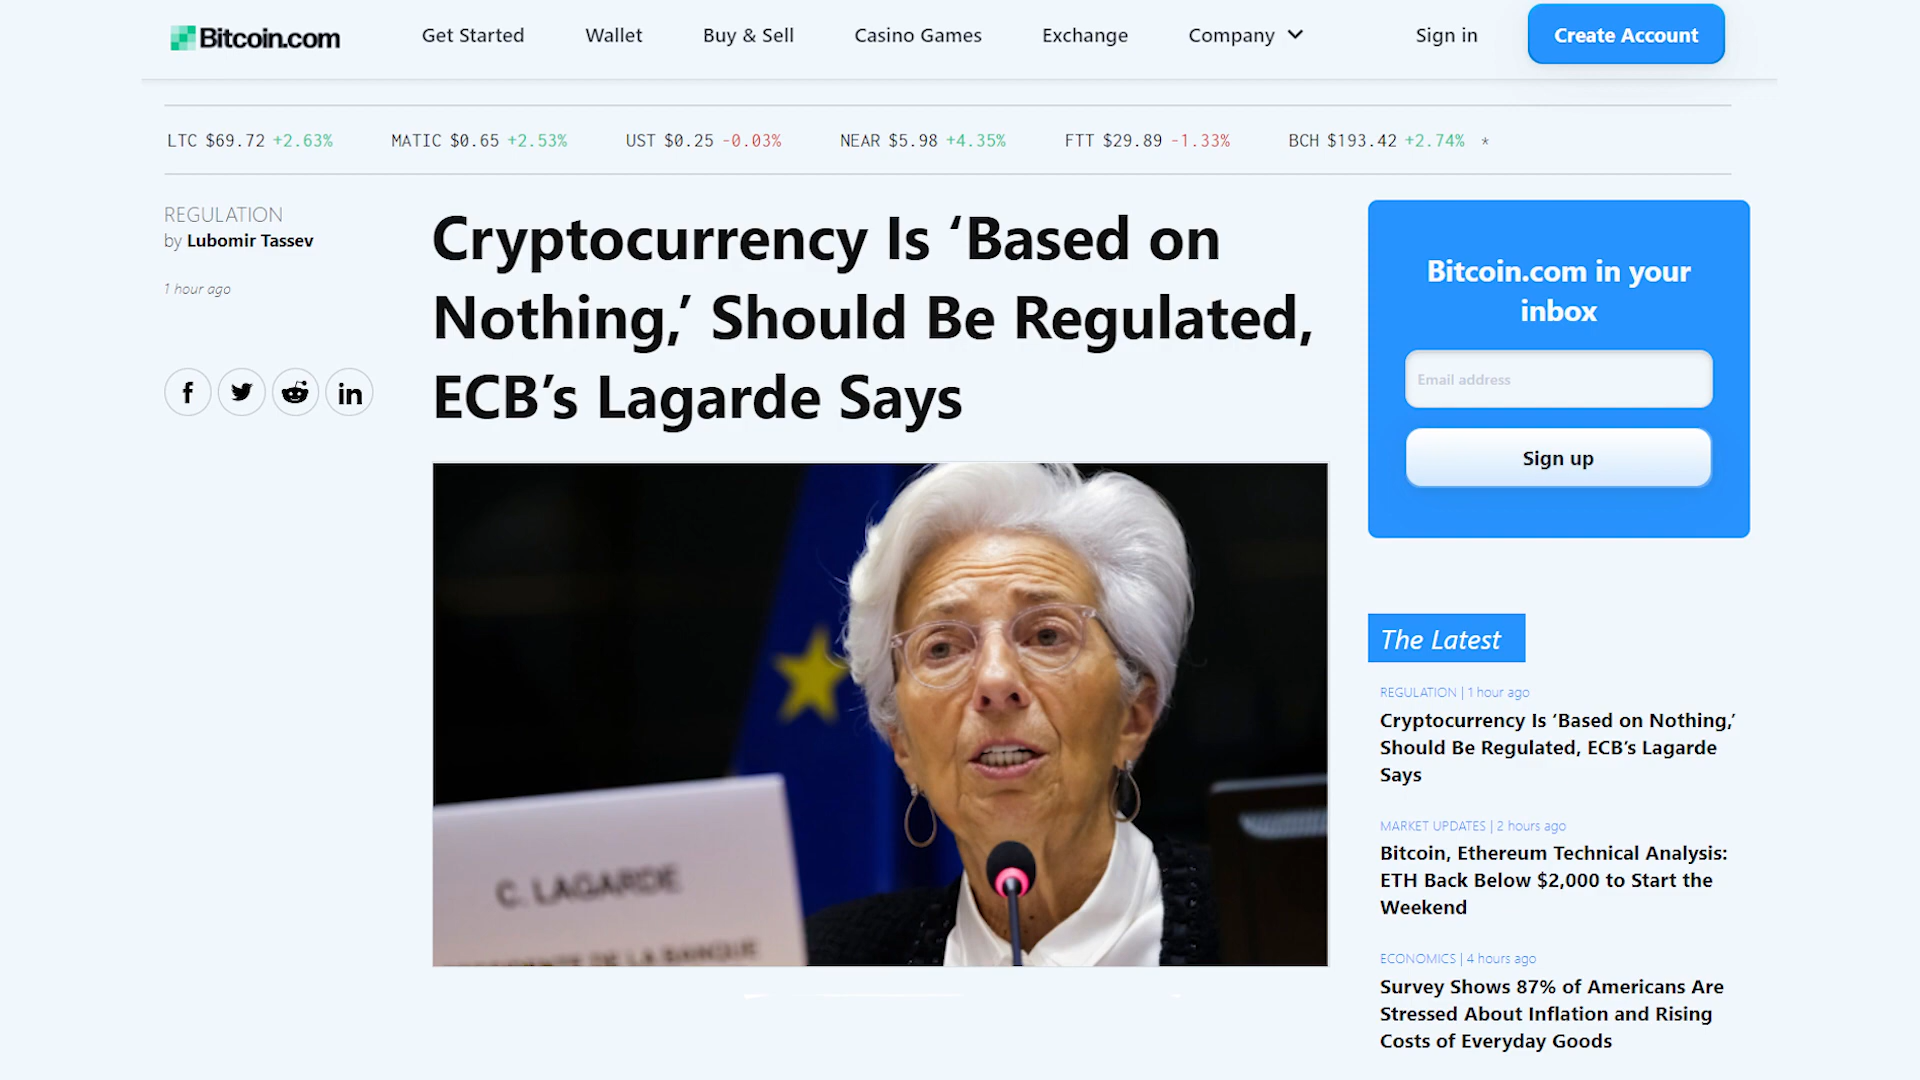 Bitcoin.com
Get Started
Wallet
Buy & Sell
Casino Games
Exchange
Company
Sign in
Create Account
LTC $69.72 +2.63%
MATIC $0.65 +2.53%
UST $0.25 -0.03%
NEAR $5.98 +4.35%
FTT $29.89 -1.33%
BCH $193.42 +2.74% *
REGULATION
by Lubomir Tassev
1 hour ago
Cryptocurrency Is ‘Based on
Nothing,’ Should Be Regulated,
ECB’s Lagarde Says
C. LAGARDE
DE LA BANQUE
Bitcoin.com in your
inbox
Email address
Sign up
The Latest
REGULATION | 1 hour ago
Cryptocurrency Is ‘Based on Nothing,’
Should Be Regulated, ECB’s Lagarde
Says
MARKET UPDATES | 2 hours ago
Bitcoin, Ethereum Technical Analysis:
ETH Back Below $2,000 to Start the
Weekend
ECONOMICS | 4 hours ago
Survey Shows 87% of Americans Are
Stressed About Inflation and Rising
Costs of Everyday Goods